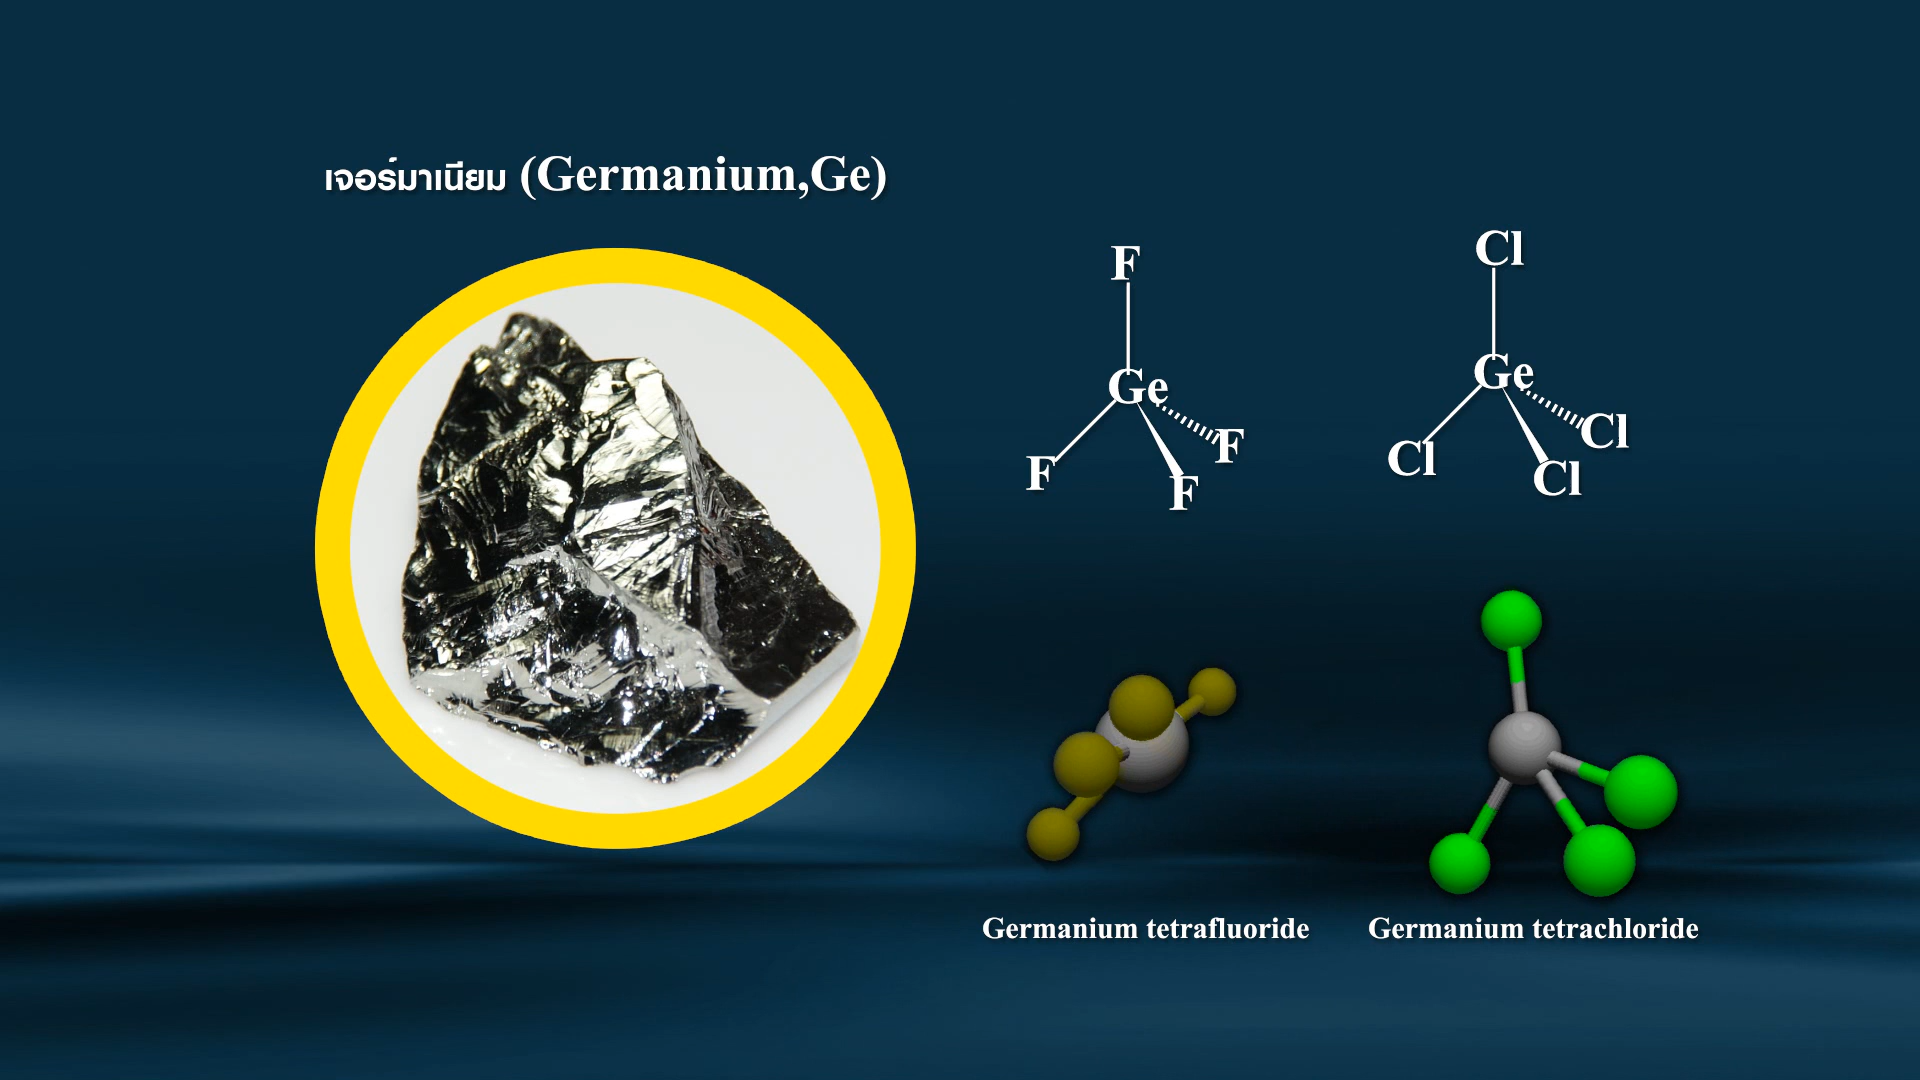 เจอร์มาเนียม (Germanium,Ge)
F
Ge
F
F
F
Cl
Ge
Cl
Cl
Cl
Germanium tetrafluoride
Germanium tetrachloride